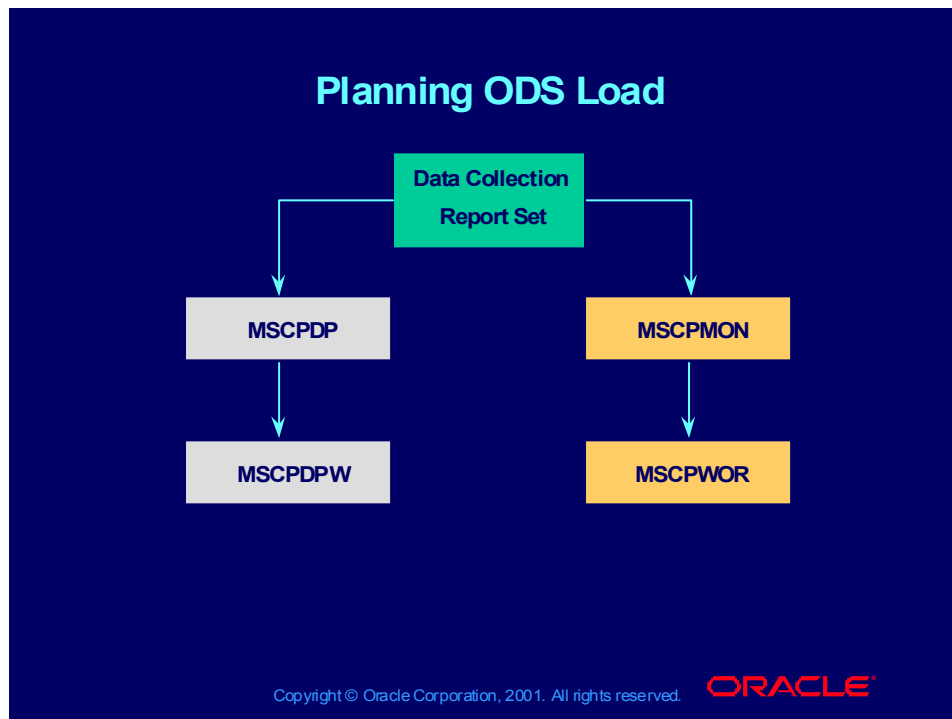 Planning ODS Load
Data Collection
Report Set
MSCPDP
MSCPMON
MSCPDPW
MSCPWOR
Copyright © Oracle Corporation, 2001. All rights reserved.
ORACLE®